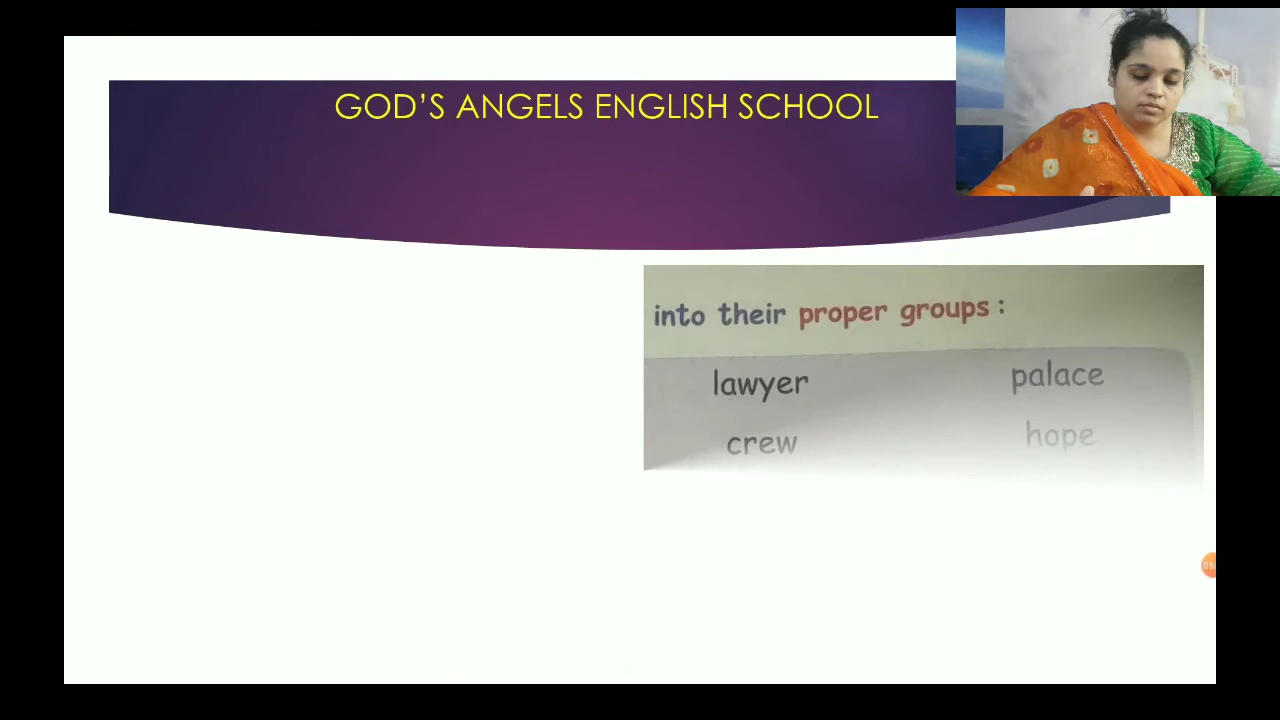 GOD'S ANGELS ENGLISH SCHOOL
into their proper groups :
lawyer palace
crew hope